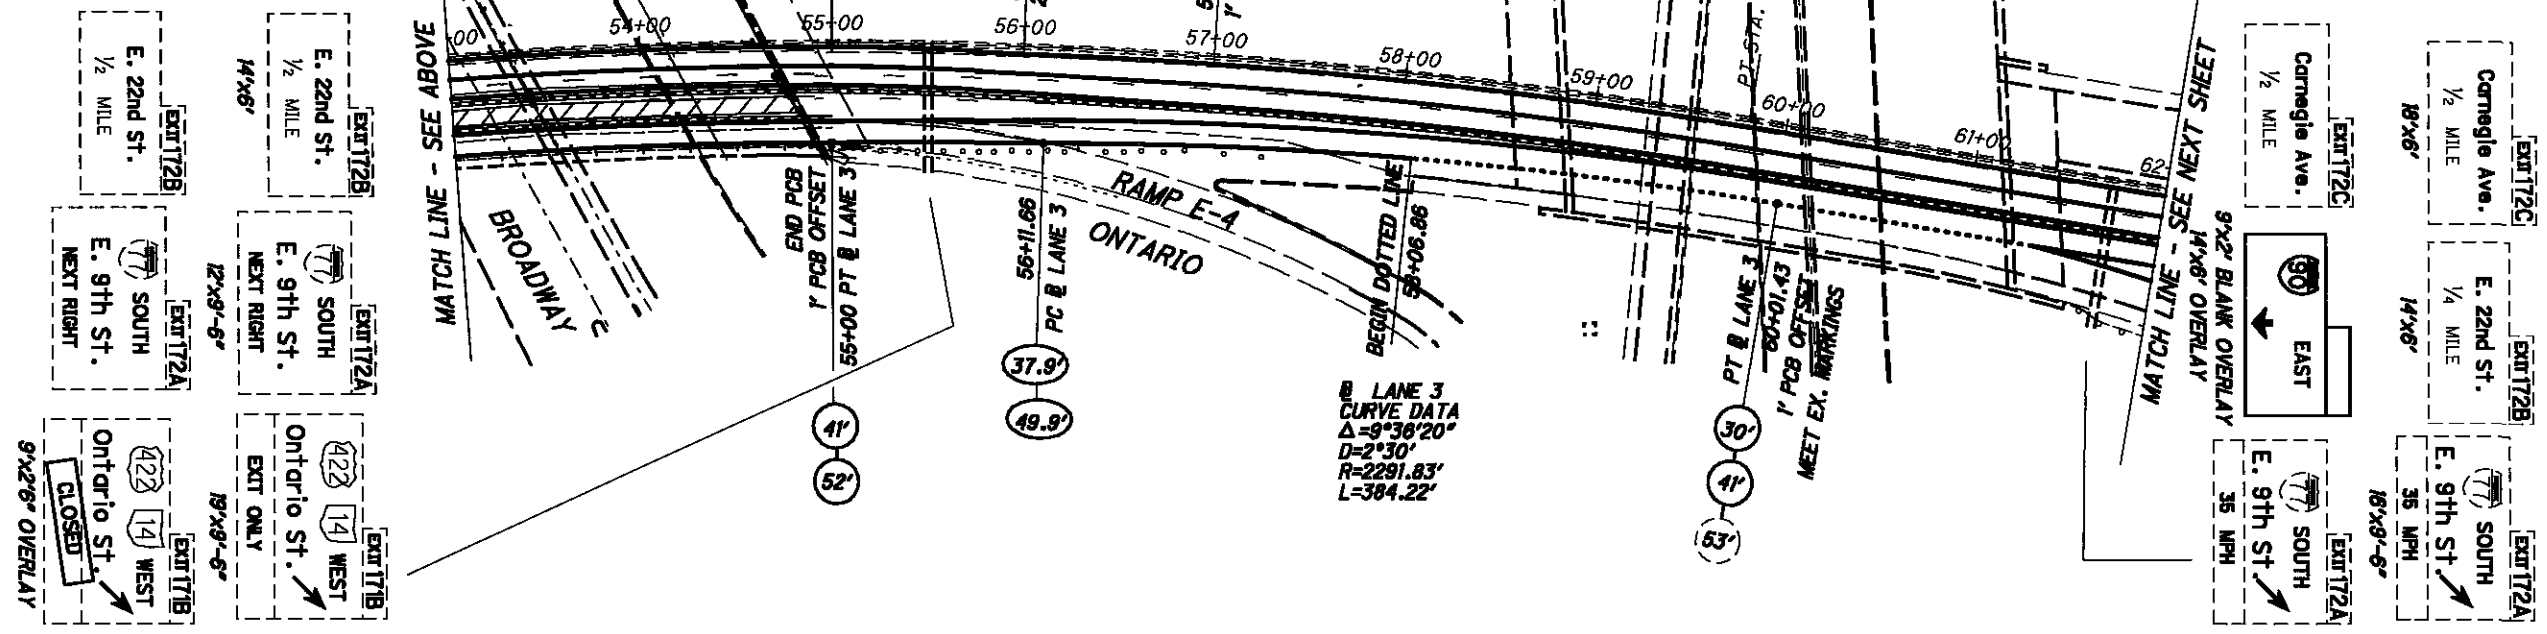 54+00
55+00
56+00
57+00
58+00
59+00
60+00
61+00
62
MATCH LINE - SEE ABOVE
BROADWAY
END PCB
1' PCB OFFSET
55+00 PT @ LANE 3
41'
52'
56+11.66
PC @ LANE 3
37.9'
49.9'
RAMP E-4
ONTARIO
BEGIN DOTTED LINE
58+06.86
LANE 3
CURVE DATA
Δ=9°36'20"
D=2°30'
R=2291.83'
L=384.22'
PT STA.
PT @ LANE 3
60+01.43
1' PCB OFFSET
MEET EX. MARKINGS
30'
41'
53'
MATCH LINE - SEE NEXT SHEET
EXIT 172B
E. 22nd St.
½ MILE
EXIT 172A
77 SOUTH
E. 9th St.
NEXT RIGHT
EXIT 171B
422 14 WEST
Ontario St.
CLOSED
9'x2'6" OVERLAY
EXIT 172B
E. 22nd St.
½ MILE
14'x6'
EXIT 172A
77 SOUTH
E. 9th St.
NEXT RIGHT
12'x9'-6"
EXIT 171B
422 14 WEST
Ontario St.
EXIT ONLY
19'x9'-6"
EXIT 172C
Carnegie Ave.
½ MILE
90 EAST
9'x2' BLANK OVERLAY
14'x6' OVERLAY
EXIT 172A
77 SOUTH
E. 9th St.
35 MPH
EXIT 172C
Carnegie Ave.
½ MILE
18'x6'
EXIT 172B
E. 22nd St.
¼ MILE
14'x6'
EXIT 172A
77 SOUTH
E. 9th St.
35 MPH
16'x9'-6"